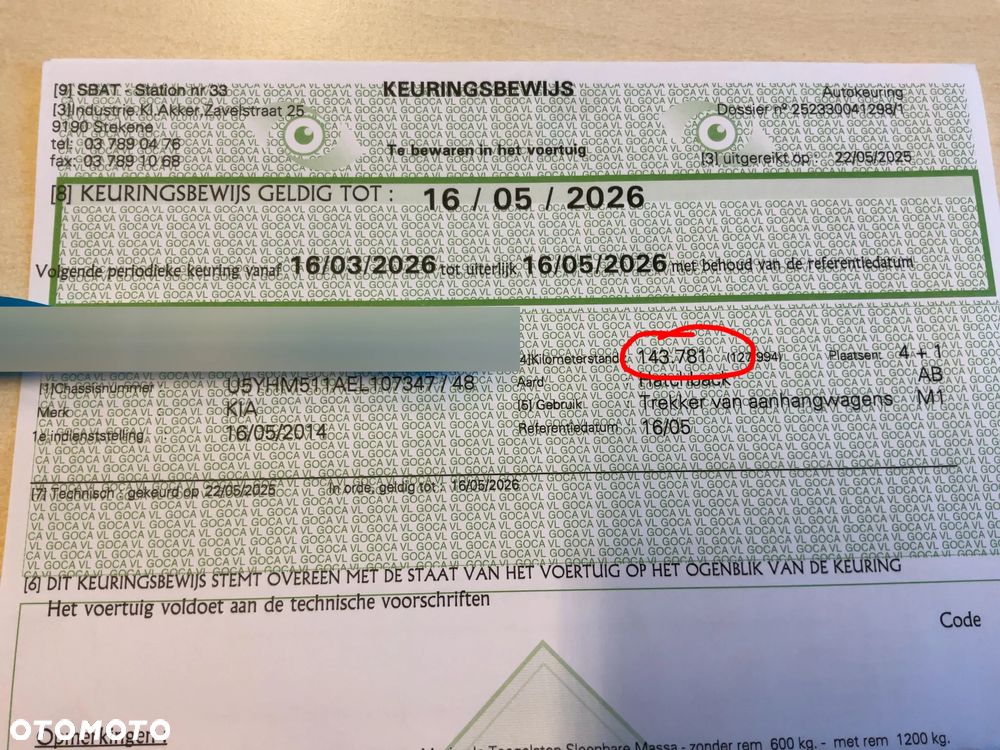 [9] SBAT - Station nr 33
KEURINGSBEWIJS
Autokeuring
[3]Industrie.Kl.Akker,Zavelstraat 25
Dossier nº 252330041298/1
9190 Stekene
tel: 03 789 04 76
Te bewaren in het voertuig
fax: 03 789 10 68
[3] uitgereikt op : 22/05/2025
[8] KEURINGSBEWIJS GELDIG TOT : 16 / 05 / 2026
Volgende periodieke keuring vanaf 16/03/2026 tot uiterlijk 16/05/2026 met behoud van de referentiedatum
4]Kilometerstand : 143.781 (127.994) Plaatsen: 4 + 1
[1]Chassisnummer : U5YHM511AEL107347 / 48 Aard : Hatchback AB
Merk : KIA [5] Gebruik : Trekker van aanhangwagens M1
1e indienststelling : 16/05/2014 Referentiedatum : 16/05
[7] Technisch : gekeurd op 22/05/2025 In orde, geldig tot : 16/05/2026
[6] DIT KEURINGSBEWIJS STEMT OVEREEN MET DE STAAT VAN HET VOERTUIG OP HET OGENBLIK VAN DE KEURING
Het voertuig voldoet aan de technische voorschriften
Code
Opmerkingen :
Maximale Toegelaten Sleepbare Massa - zonder rem 600 kg. - met rem 1200 kg.
OTOMOTO